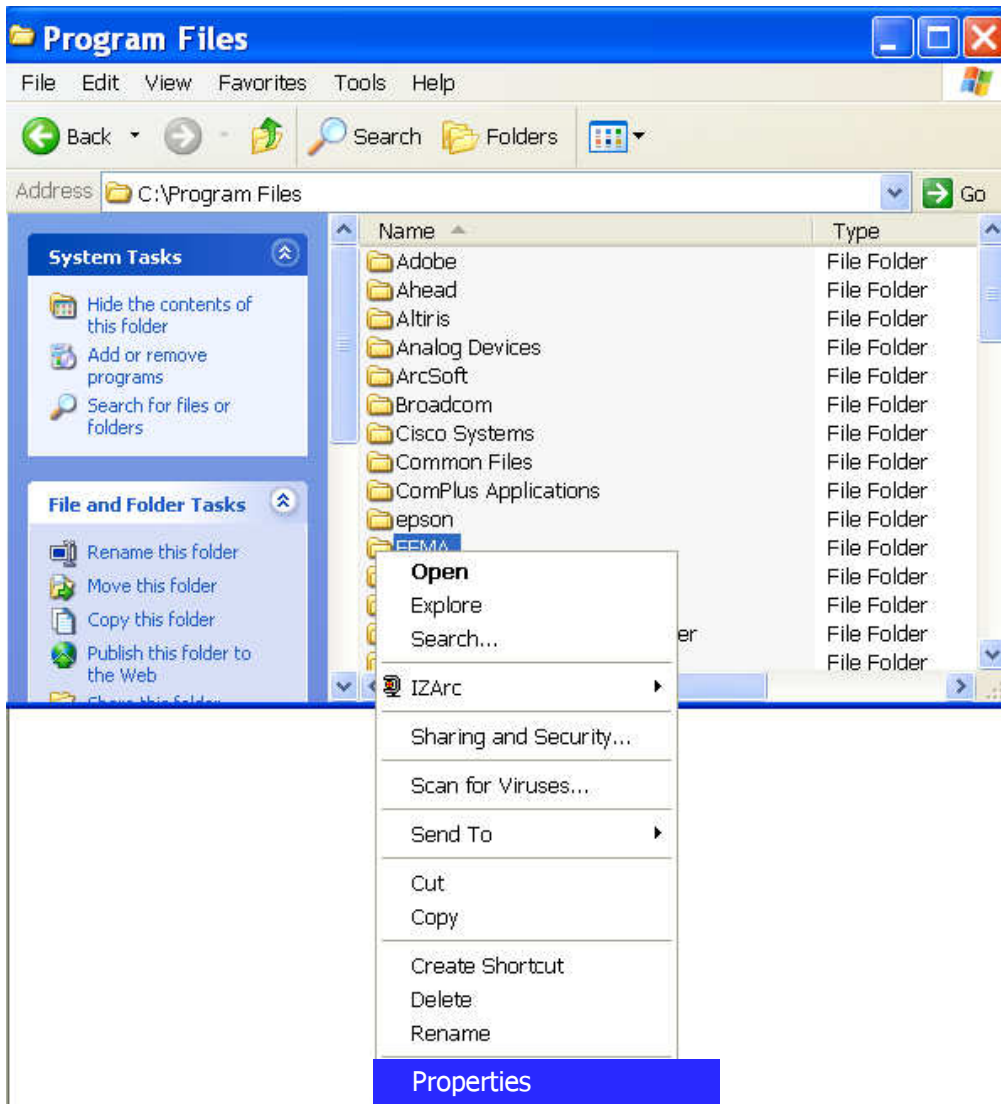 Program Files
File Edit View Favorites Tools Help
Back Search Folders
Address C:\Program Files Go
System Tasks
Hide the contents of
this folder
Add or remove
programs
Search for files or
folders
File and Folder Tasks
Rename this folder
Move this folder
Copy this folder
Publish this folder to
the Web
Share this folder
Name Type
Adobe File Folder
Ahead File Folder
Altiris File Folder
Analog Devices File Folder
ArcSoft File Folder
Broadcom File Folder
Cisco Systems File Folder
Common Files File Folder
ComPlus Applications File Folder
epson File Folder
FEMA File Folder
File Folder
File Folder
er File Folder
File Folder
Open
Explore
Search...
IZArc
Sharing and Security...
Scan for Viruses...
Send To
Cut
Copy
Create Shortcut
Delete
Rename
Properties